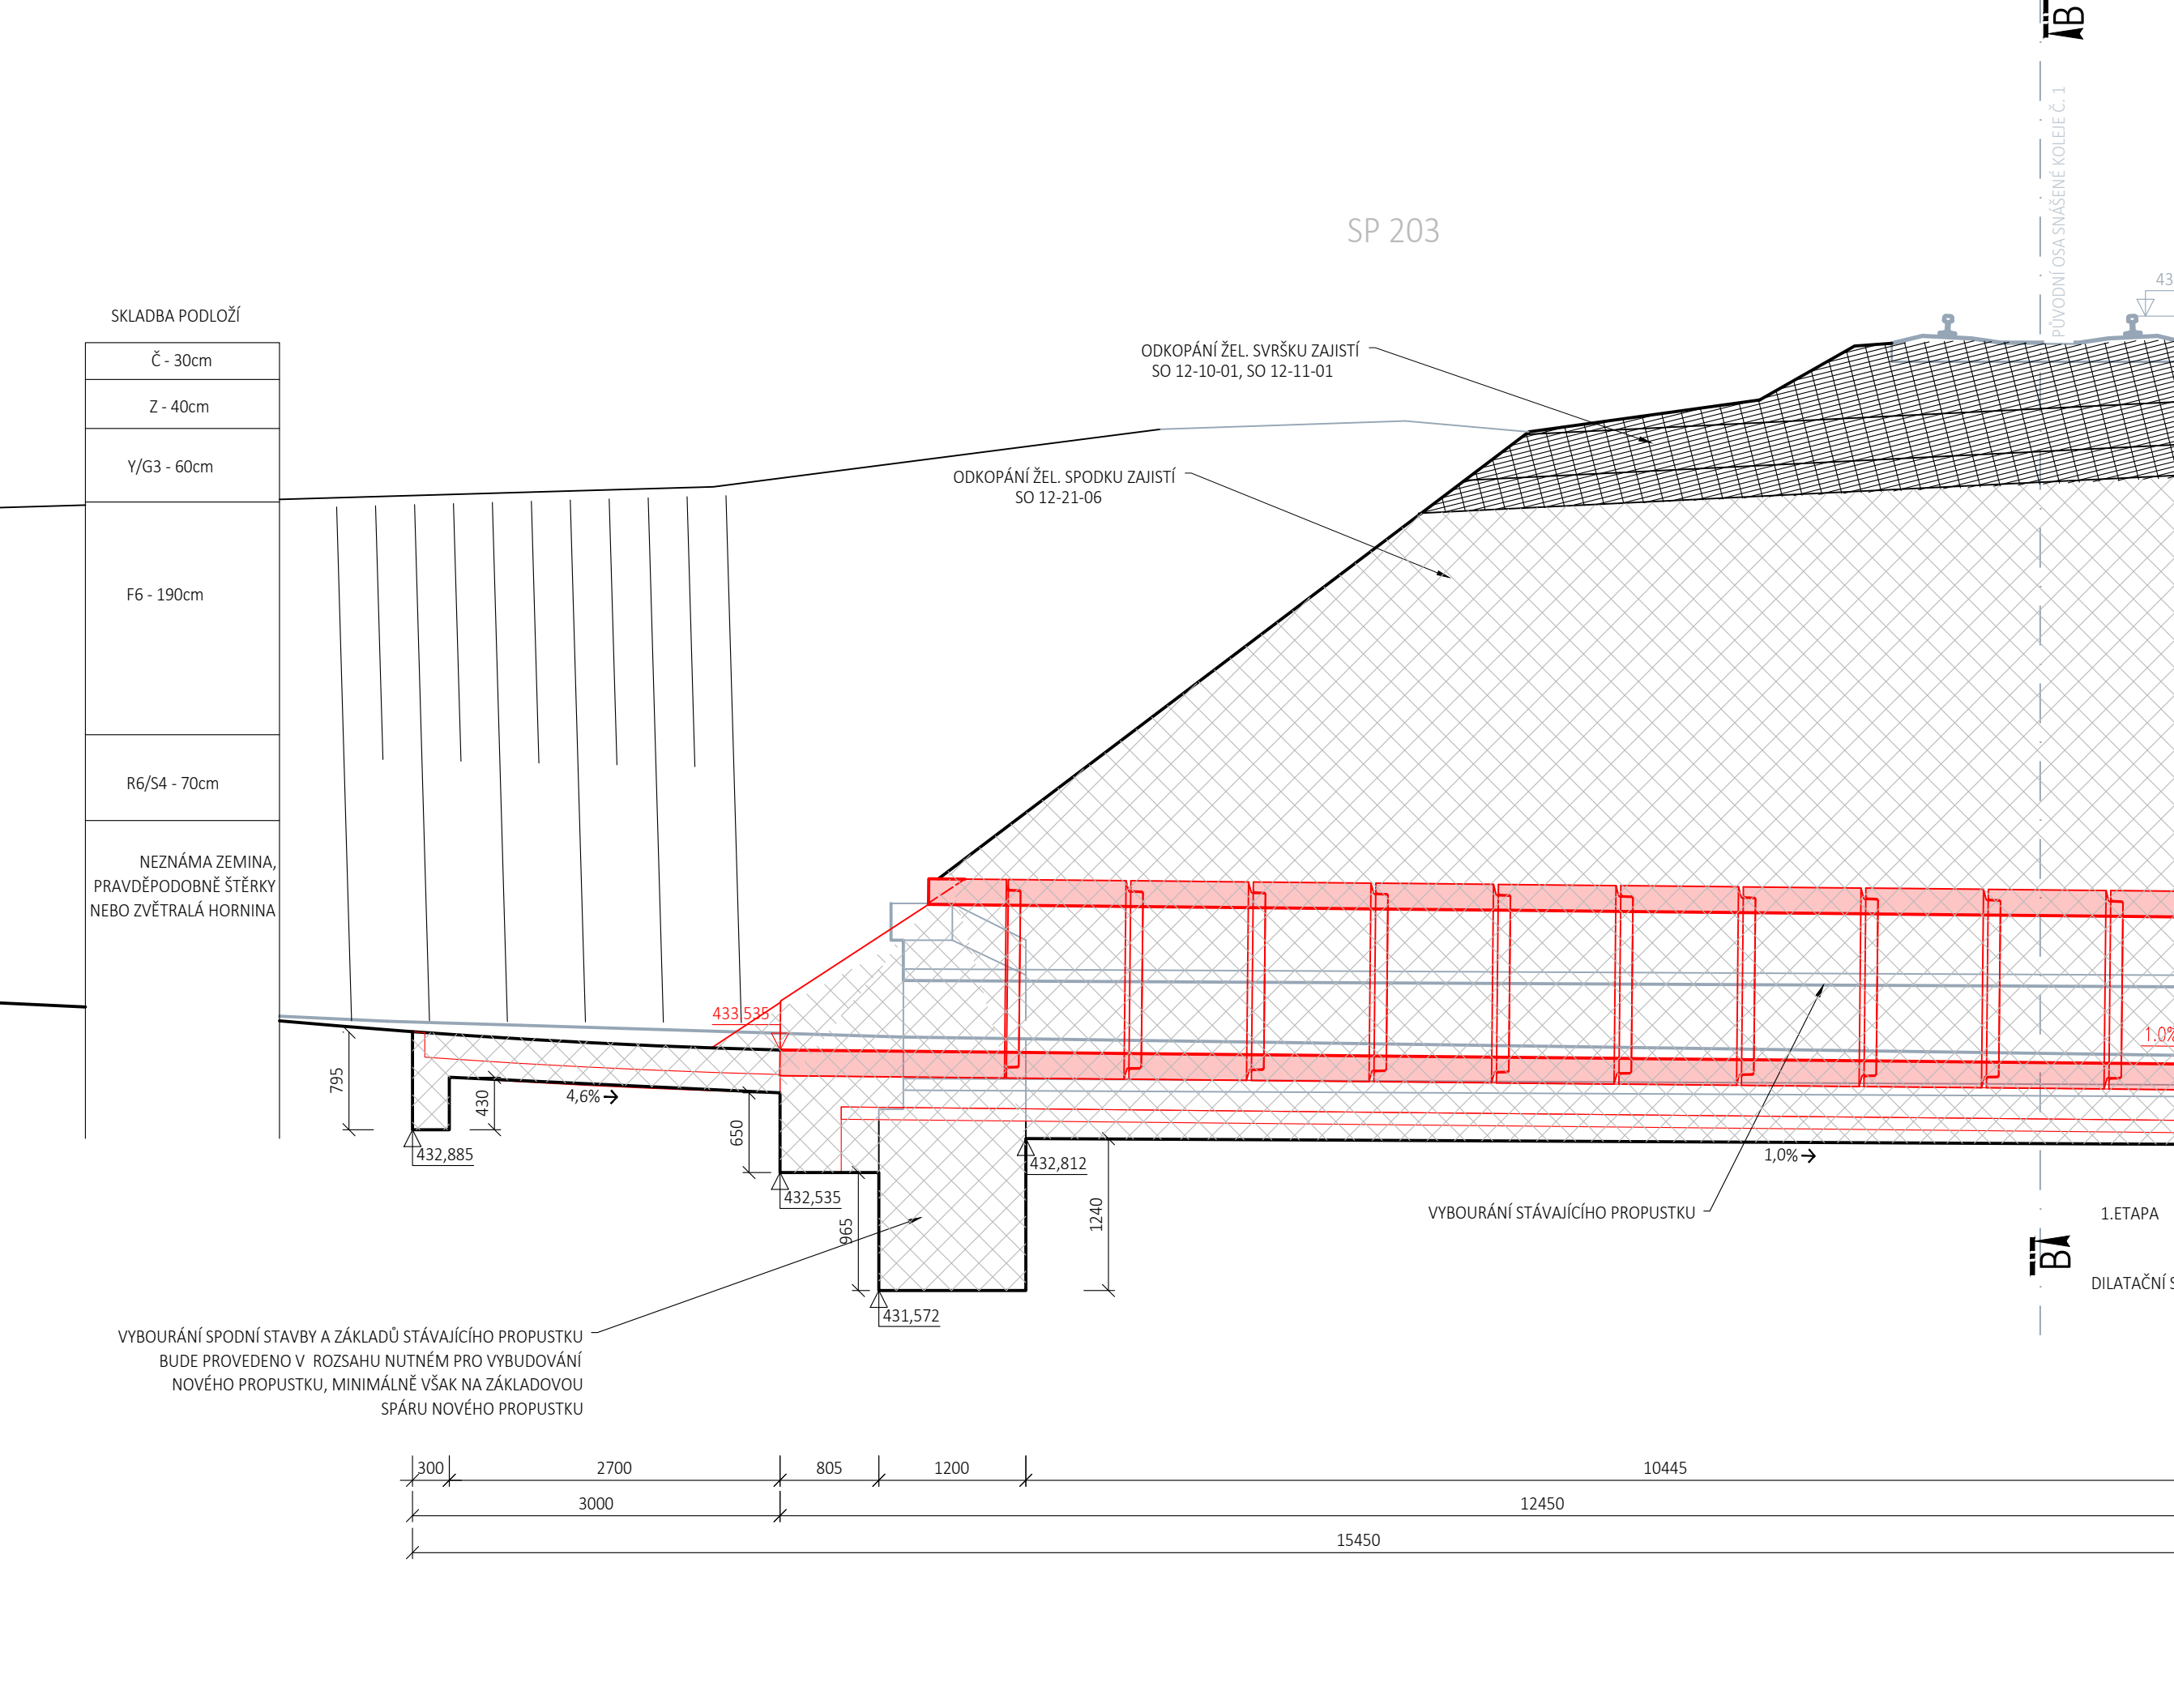 B
PŮVODNÍ OSA SNÁŠENÉ KOLEJE Č. 1
SP 203
43
SKLADBA PODLOŽÍ
Č - 30cm
Z - 40cm
Y/G3 - 60cm
F6 - 190cm
R6/S4 - 70cm
NEZNÁMA ZEMINA,
PRAVDĚPODOBNĚ ŠTĚRKY
NEBO ZVĚTRALÁ HORNINA
ODKOPÁNÍ ŽEL. SVRŠKU ZAJISTÍ
SO 12-10-01, SO 12-11-01
ODKOPÁNÍ ŽEL. SPODKU ZAJISTÍ
SO 12-21-06
433,535
1.0%
795
430
4,6%
650
432,885
432,535
965
432,812
1240
1,0%
431,572
VYBOURÁNÍ STÁVAJÍCÍHO PROPUSTKU
1.ETAPA
B
DILATAČNÍ S
VYBOURÁNÍ SPODNÍ STAVBY A ZÁKLADŮ STÁVAJÍCÍHO PROPUSTKU
BUDE PROVEDENO V ROZSAHU NUTNÉM PRO VYBUDOVÁNÍ
NOVÉHO PROPUSTKU, MINIMÁLNĚ VŠAK NA ZÁKLADOVOU
SPÁRU NOVÉHO PROPUSTKU
300 2700 805 1200 10445
3000 12450
15450